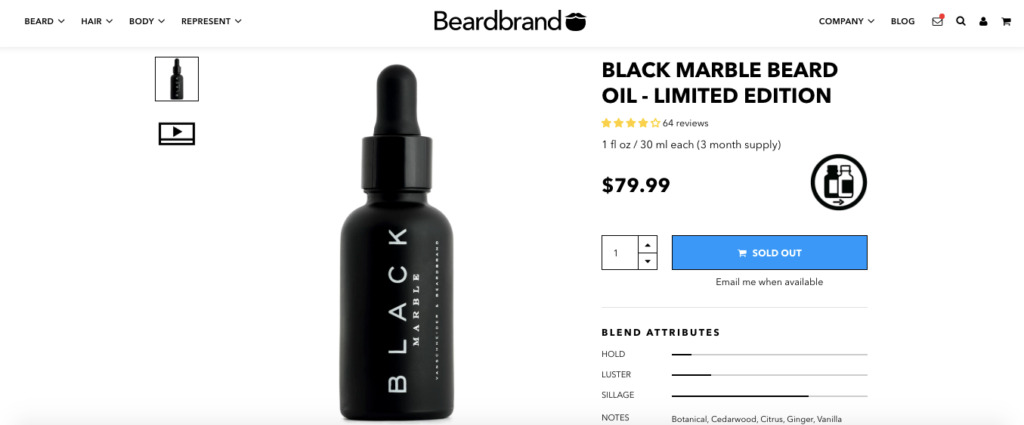 BEARD HAIR BODY REPRESENT Beardbrand COMPANY BLOG
BLACK MARBLE BEARD
OIL - LIMITED EDITION
64 reviews
1 fl oz / 30 ml each (3 month supply)
$79.99
1 SOLD OUT
Email me when available
BLEND ATTRIBUTES
HOLD
LUSTER
SILLAGE
NOTES Botanical, Cedarwood, Citrus, Ginger, Vanilla
BLACK
MARBLE